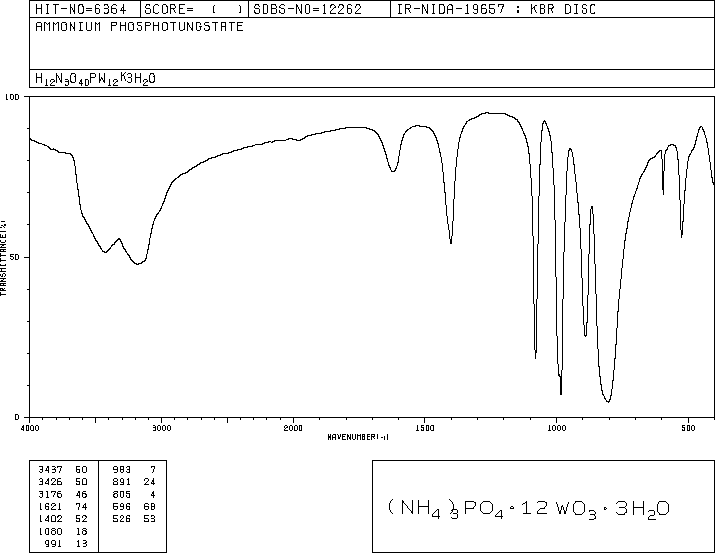 HIT-NO=6364 SCORE= ( ) SDBS-NO=12262 IR-NIDA-19657 : KBR DISC
AMMONIUM PHOSPHOTUNGSTATE
H12N3O40PW12K3H2O
100
50
0
TRANSMITTANCE(%)
4000 3000 2000 1500 1000 500
WAVENUMBER(-1)
3437 60 983 7
3426 50 891 24
3176 46 805 4
1621 74 596 68
1402 52 526 53
1080 18
991 13
(NH4)3PO4·12WO3·3H2O